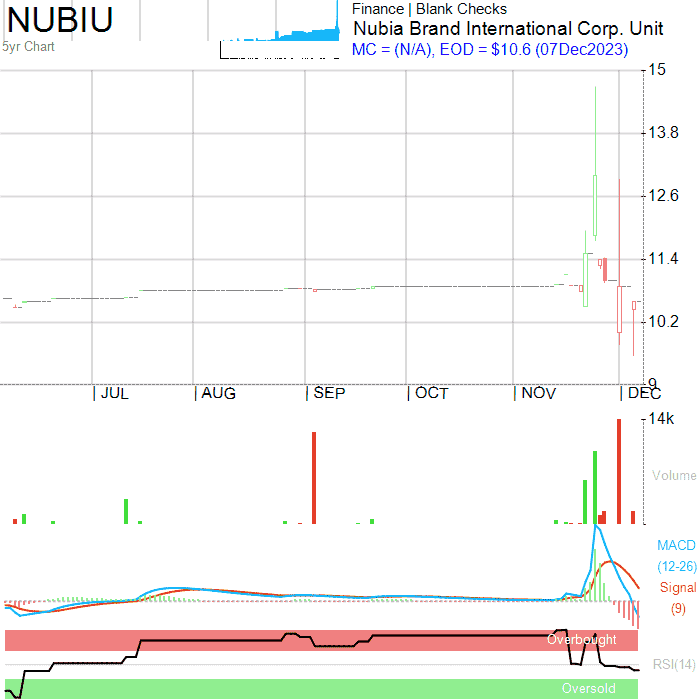 NUBIU
5yr Chart
Finance | Blank Checks
Nubia Brand International Corp. Unit
MC = (N/A), EOD = $10.6 (07Dec2023)
15
13.8
12.6
11.4
10.2
9
JUL AUG SEP OCT NOV DEC
14k
Volume
MACD
(12-26)
Signal
(9)
Overbought
RSI(14)
Oversold